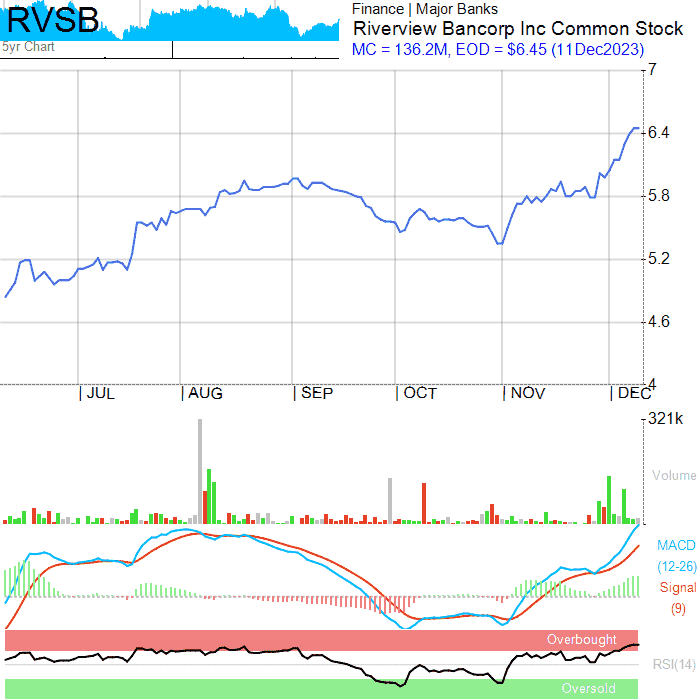 RVSB
5yr Chart
Finance | Major Banks
Riverview Bancorp Inc Common Stock
MC = 136.2M, EOD = $6.45 (11Dec2023)
7
6.4
5.8
5.2
4.6
4
| JUL | AUG | SEP | OCT | NOV | DEC
321k
Volume
MACD
(12-26)
Signal
(9)
Overbought
RSI(14)
Oversold